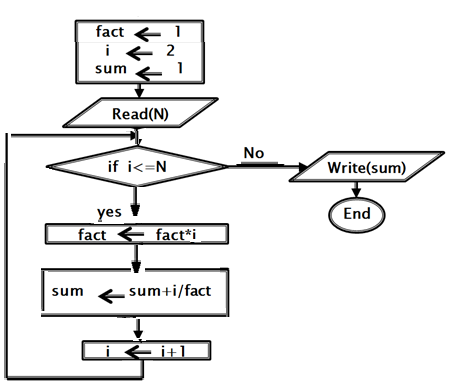 fact ← 1
i ← 2
sum ← 1
Read(N)
if i<=N
No
Write(sum)
End
yes
fact ← fact*i
sum ← sum+i/fact
i ← i+1